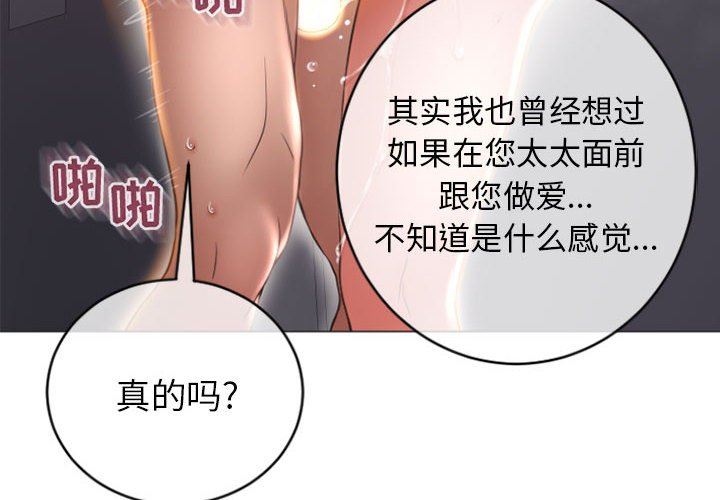 啪
其实我也曾经想过
如果在您太太面前
跟您做爱...
不知道是什么感觉...
啪
啪
真的吗?